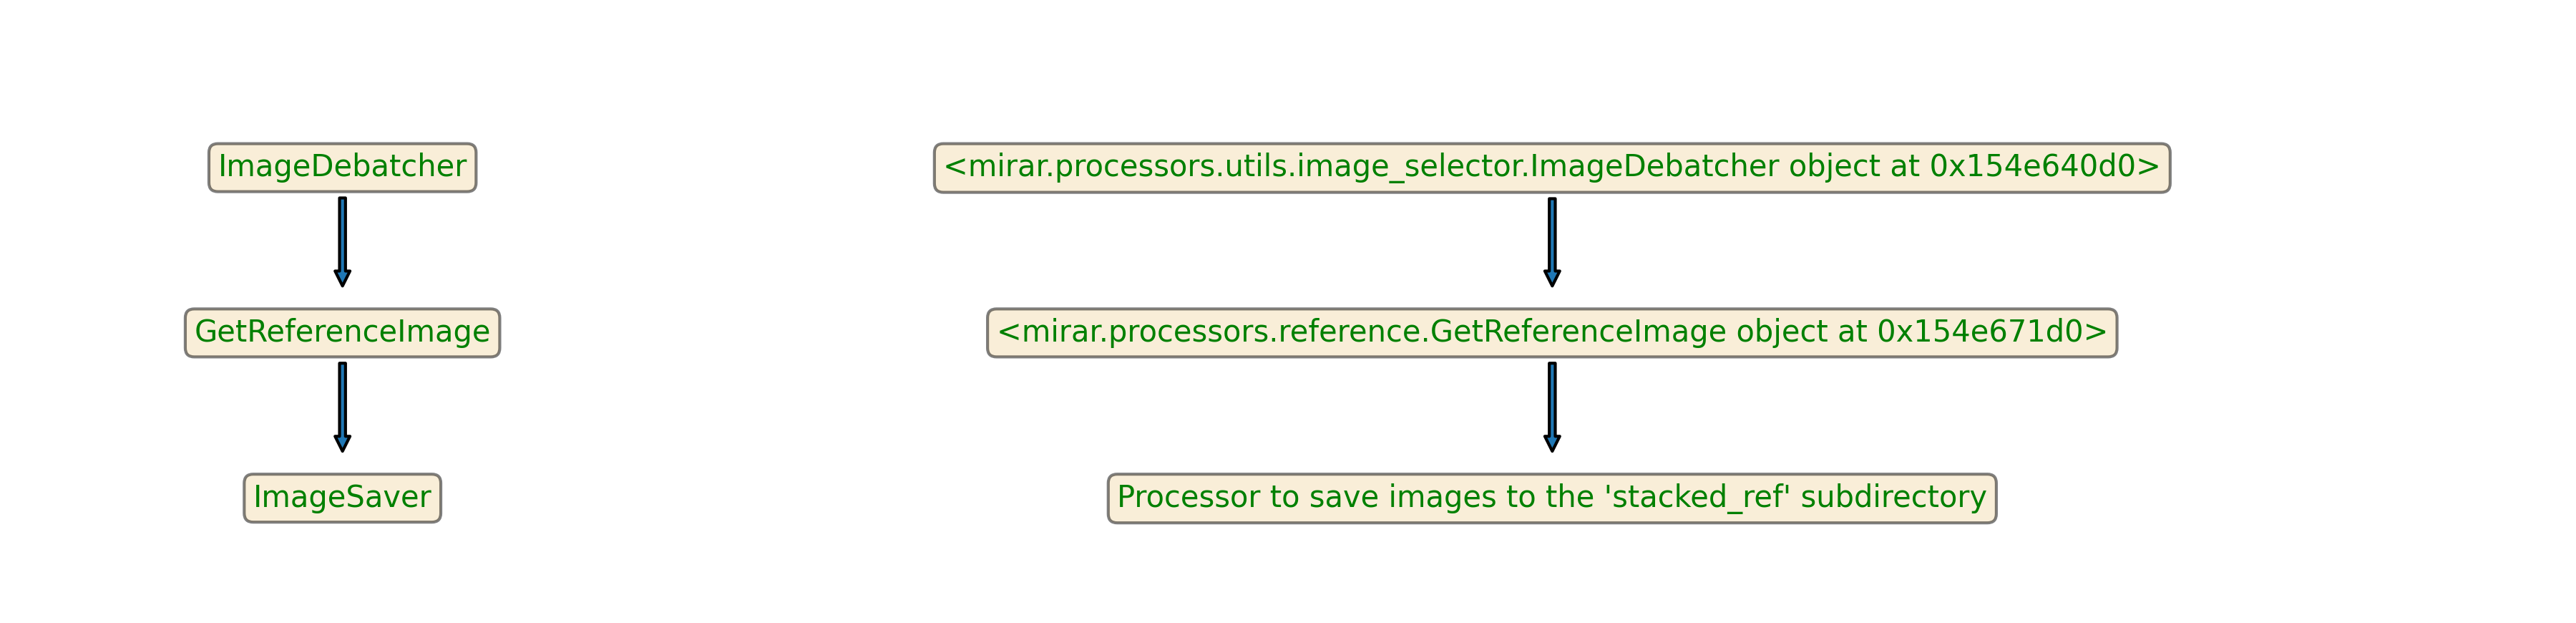 ImageDebatcher
<mirar.processors.utils.image_selector.ImageDebatcher object at 0x154e640d0>
GetReferenceImage
<mirar.processors.reference.GetReferenceImage object at 0x154e671d0>
ImageSaver
Processor to save images to the 'stacked_ref' subdirectory